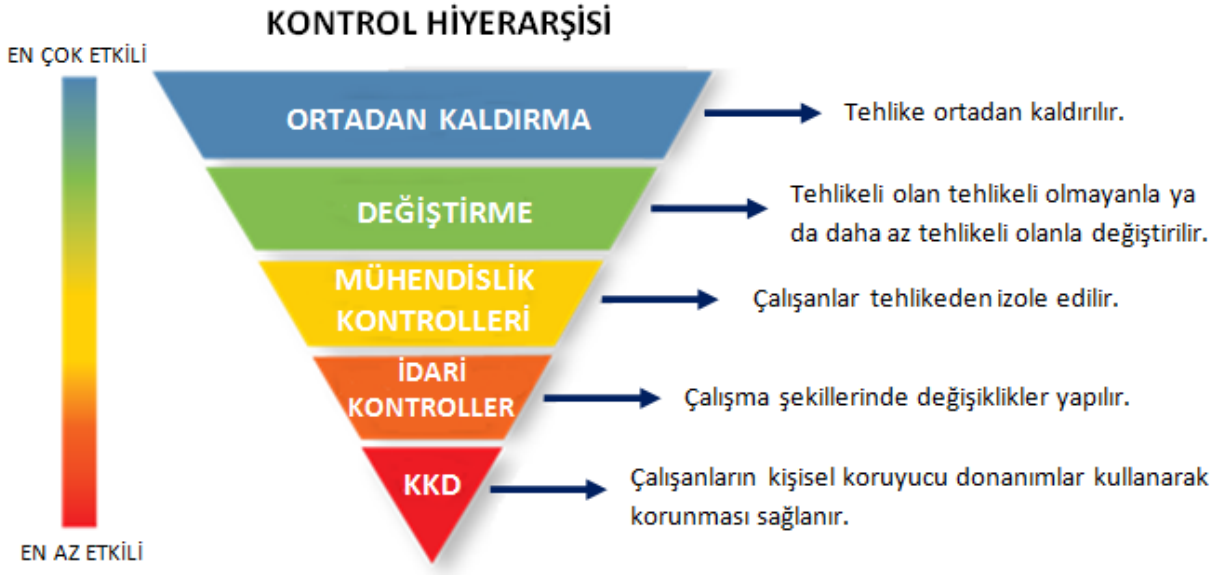 KONTROL HİYERARŞİSİ
EN ÇOK ETKİLİ
ORTADAN KALDIRMA
Tehlike ortadan kaldırılır.
DEĞİŞTİRME
Tehlikeli olan tehlikeli olmayanla ya
da daha az tehlikeli olanla değiştirilir.
MÜHENDİSLİK
KONTROLLERİ
Çalışanlar tehlikeden izole edilir.
İDARİ
KONTROLLER
Çalışma şekillerinde değişiklikler yapılır.
KKD
Çalışanların kişisel koruyucu donanımlar kullanarak
korunması sağlanır.
EN AZ ETKİLİ